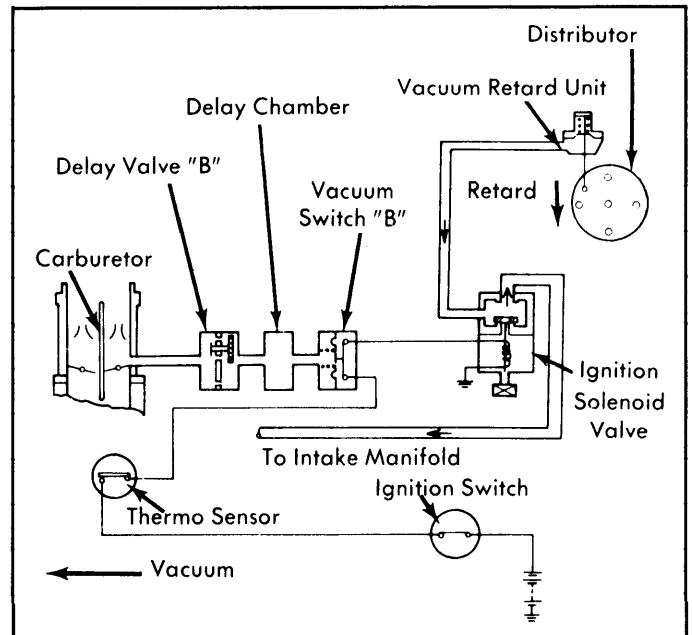 Distributor
Vacuum Retard Unit
Delay Chamber
Delay Valve "B"
Vacuum
Switch "B"
Retard
Carburetor
Ignition
Solenoid
Valve
To Intake Manifold
Ignition Switch
Thermo Sensor
Vacuum